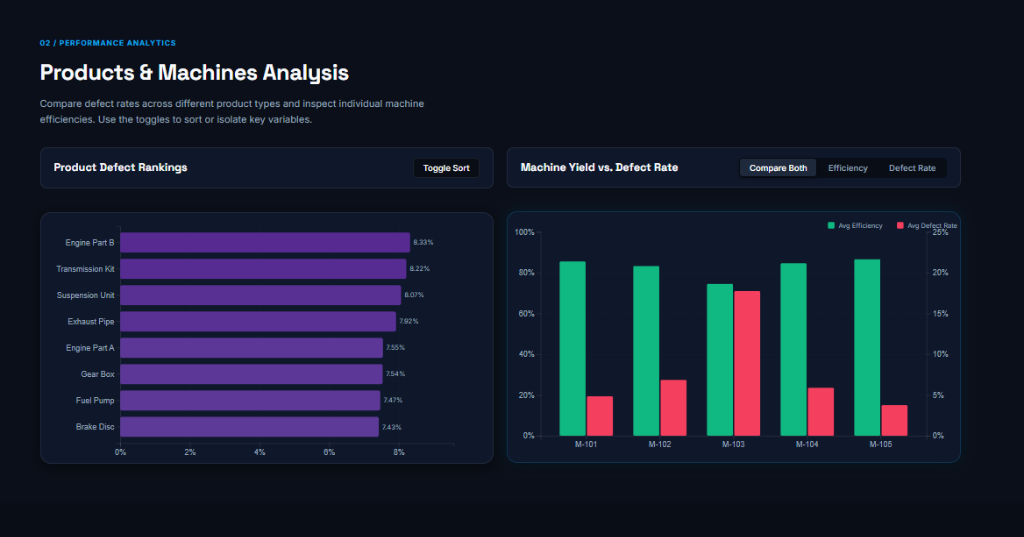 02 / PERFORMANCE ANALYTICS
Products & Machines Analysis
Compare defect rates across different product types and inspect individual machine
efficiencies. Use the toggles to sort or isolate key variables.
Product Defect Rankings
Toggle Sort
Engine Part B 8.33%
Transmission Kit 8.22%
Suspension Unit 8.07%
Exhaust Pipe 7.92%
Engine Part A 7.55%
Gear Box 7.54%
Fuel Pump 7.47%
Brake Disc 7.43%
0% 2% 4% 6% 8%
Machine Yield vs. Defect Rate
Compare Both Efficiency Defect Rate
Avg Efficiency Avg Defect Rate
100% 25%
80% 20%
60% 15%
40% 10%
20% 5%
0% 0%
M-101 M-102 M-103 M-104 M-105